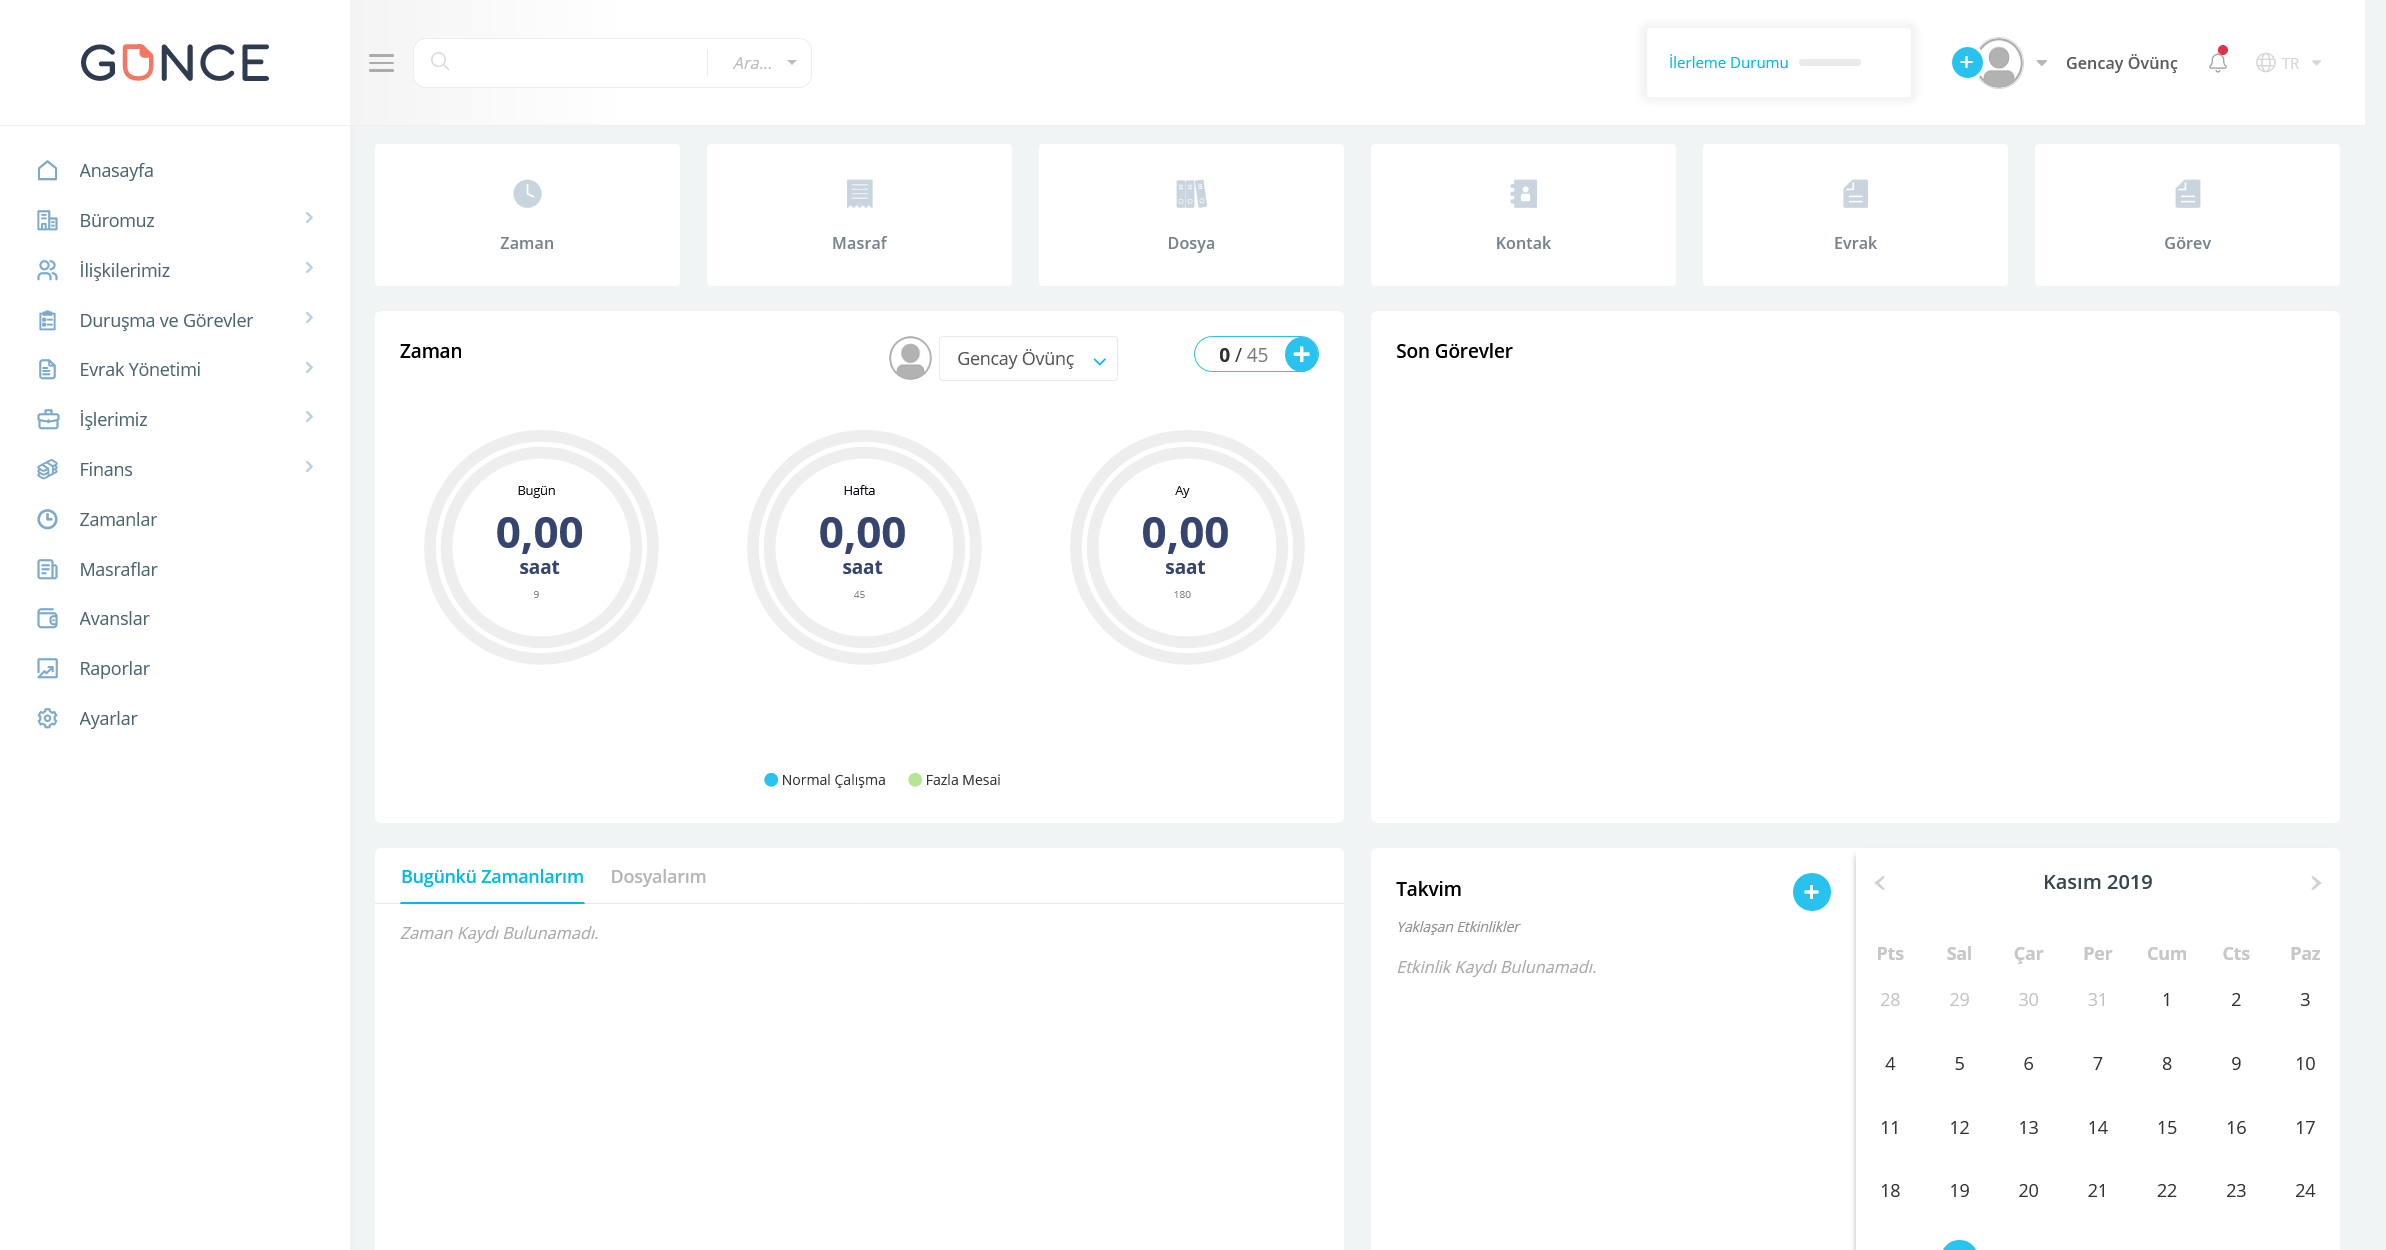 GÜNCE
Ara...
İlerleme Durumu
Gencay Övünç
TR
Anasayfa
Büromuz
İlişkilerimiz
Duruşma ve Görevler
Evrak Yönetimi
İşlerimiz
Finans
Zamanlar
Masraflar
Avanslar
Raporlar
Ayarlar
Zaman
Masraf
Dosya
Kontak
Evrak
Görev
Zaman
Gencay Övünç
0 / 45
Bugün
0,00
saat
9
Hafta
0,00
saat
45
Ay
0,00
saat
180
Normal Çalışma
Fazla Mesai
Son Görevler
Bugünkü Zamanlarım
Dosyalarım
Zaman Kaydı Bulunamadı.
Takvim
Yaklaşan Etkinlikler
Etkinlik Kaydı Bulunamadı.
Kasım 2019
Pts Sal Çar Per Cum Cts Paz
28 29 30 31 1 2 3
4 5 6 7 8 9 10
11 12 13 14 15 16 17
18 19 20 21 22 23 24